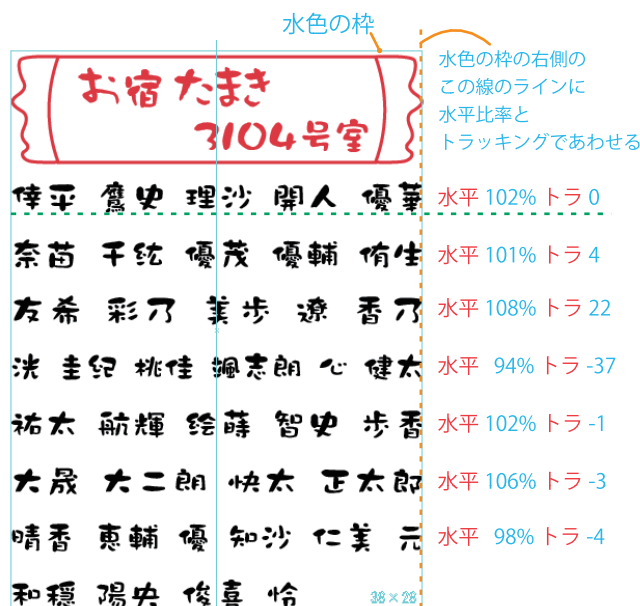 水色の枠
水色の枠の右側の
この線のラインに
水平比率と
トラッキングであわせる
お宿 たまき
3104号室
倖平 鷹史 理沙 開人 優華 水平 102% トラ 0
奈苗 千紘 優茂 優輔 侑生 水平 101% トラ 4
友希 彩乃 美歩 遼 香乃 水平 108% トラ 22
洸 圭紀 桃佳 颯志朗 心 健太 水平 94% トラ -37
祐太 航輝 絵蒔 智史 歩香 水平 102% トラ -1
大晟 大二朗 快太 正太郎 水平 106% トラ -3
晴香 恵輔 優 知沙 仁美 元 水平 98% トラ -4
和穏 陽央 俊喜 怜
38×28